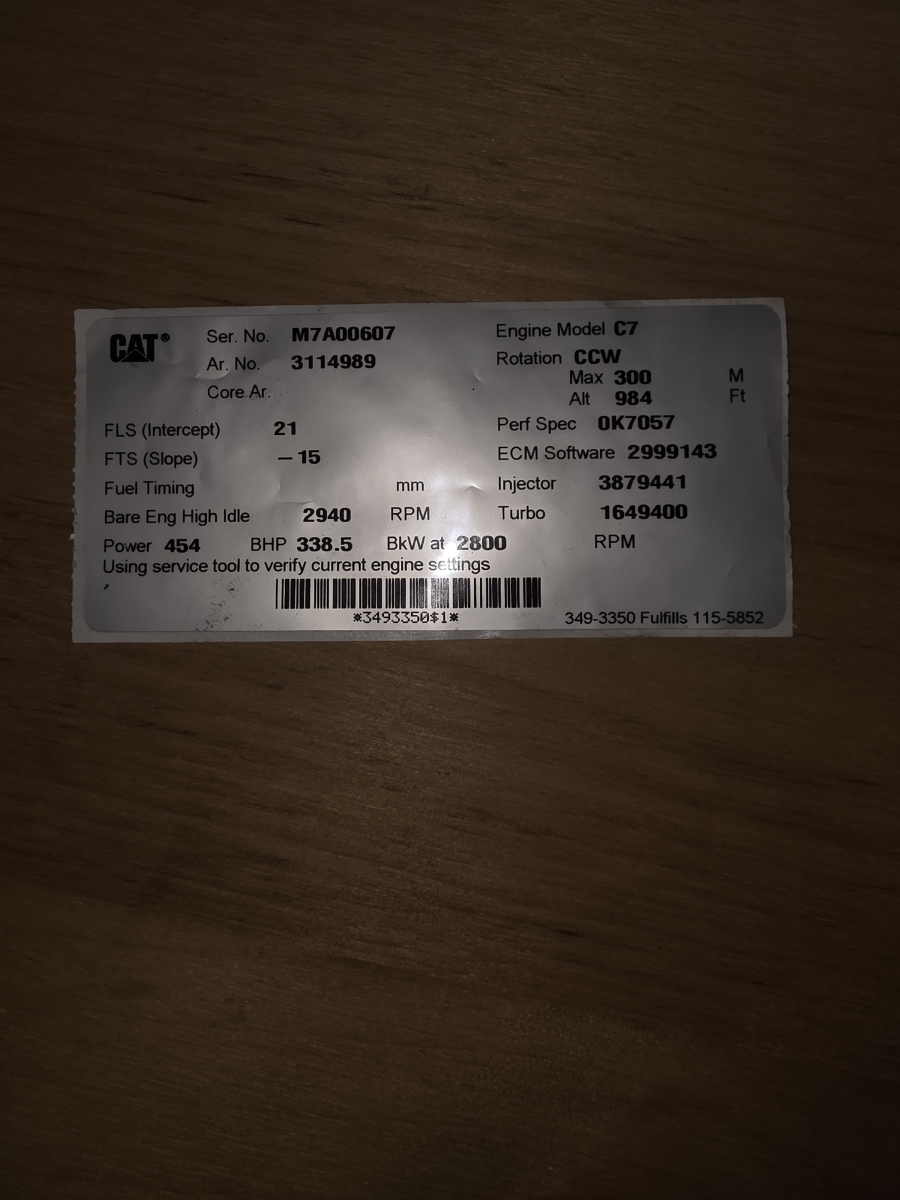 CAT® Ser. No. M7A00607 Engine Model C7
Ar. No. 3114989 Rotation CCW
Core Ar. Max 300 M
Alt 984 Ft
FLS (Intercept) 21 Perf Spec 0K7057
FTS (Slope) –15 ECM Software 2999143
Fuel Timing mm Injector 3879441
Bare Eng High Idle 2940 RPM Turbo 1649400
Power 454 BHP 338.5 BkW at 2800 RPM
Using service tool to verify current engine settings
*3493350$1* 349-3350 Fulfills 115-5852